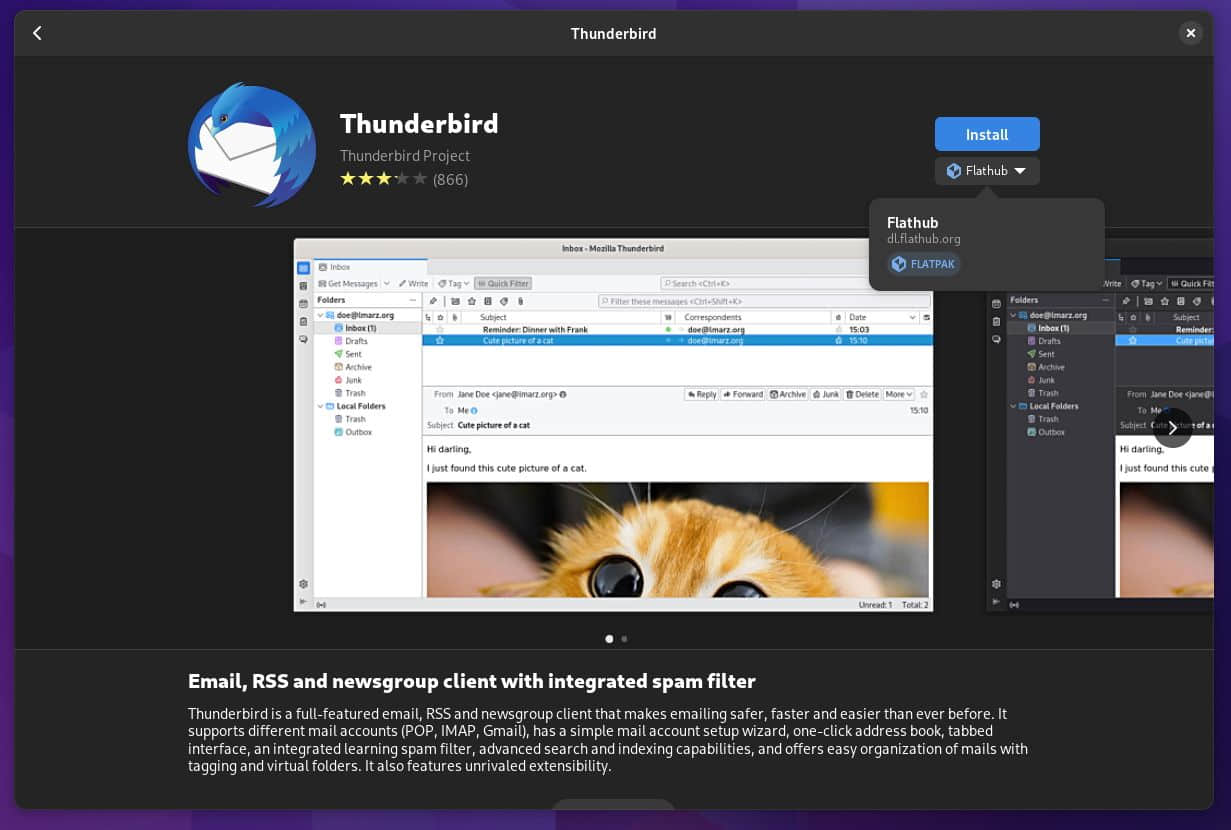 Thunderbird
Thunderbird
Thunderbird Project
(866)
Install
Flathub
Flathub
dl.flathub.org
FLATPAK
Inbox - Mozilla Thunderbird
Inbox
Get Messages Write Tag Quick Filter Search <Ctrl+K>
Folders
Filter these messages <Ctrl+Shift+K>
doe@lmarz.org
Inbox (1)
Drafts
Sent
Archive
Junk
Trash
Local Folders
Trash
Outbox
Subject Correspondents Date
Reminder: Dinner with Frank doe@lmarz.org 15:03
Cute picture of a cat doe@lmarz.org 15:10
From Jane Doe <jane@lmarz.org> Reply Forward Archive Junk Delete More
To Me 15:10
Subject Cute picture of a cat
Hi darling,
I just found this cute picture of a cat.
Unread: 1 Total: 2
Write Tag Quick Filt
Folders
doe@lmarz.org
Inbox (1)
Drafts
Sent
Archive
Junk
Trash
Local Folders
Trash
Outbox
Subject
Reminder:
Cute pictu
From Jane Doe <jane@l
To Me
Subject Cute picture of a c
Hi darling,
I just found this cute p
Email, RSS and newsgroup client with integrated spam filter
Thunderbird is a full-featured email, RSS and newsgroup client that makes emailing safer, faster and easier than ever before. It
supports different mail accounts (POP, IMAP, Gmail), has a simple mail account setup wizard, one-click address book, tabbed
interface, an integrated learning spam filter, advanced search and indexing capabilities, and offers easy organization of mails with
tagging and virtual folders. It also features unrivaled extensibility.